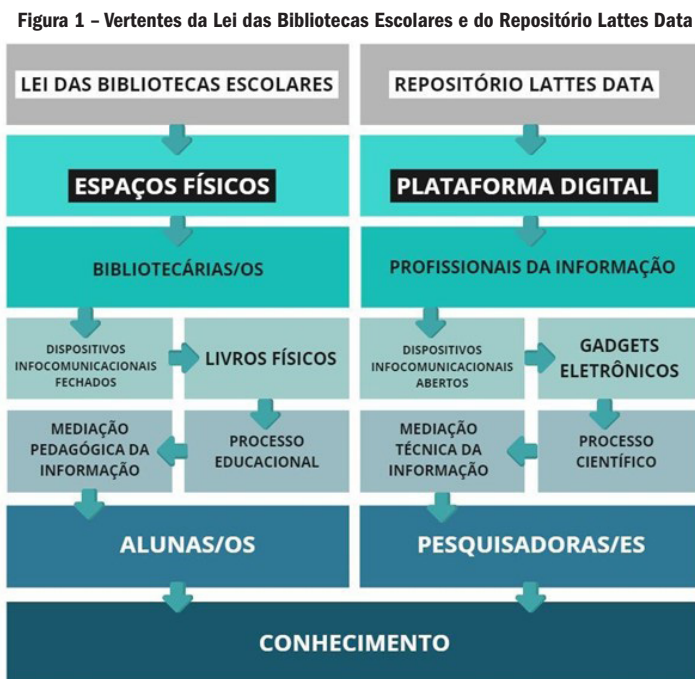 Figura 1 – Vertentes da Lei das Bibliotecas Escolares e do Repositório Lattes Data
LEI DAS BIBLIOTECAS ESCOLARES
ESPAÇOS FÍSICOS
BIBLIOTECÁRIAS/OS
DISPOSITIVOS
INFOCOMUNICACIONAIS
FECHADOS
LIVROS FÍSICOS
PROCESSO
EDUCACIONAL
MEDIAÇÃO
PEDAGÓGICA DA
INFORMAÇÃO
ALUNAS/OS
REPOSITÓRIO LATTES DATA
PLATAFORMA DIGITAL
PROFISSIONAIS DA INFORMAÇÃO
DISPOSITIVOS
INFOCOMUNICACIONAIS
ABERTOS
GADGETS
ELETRÔNICOS
PROCESSO
CIENTÍFICO
MEDIAÇÃO
TÉCNICA DA
INFORMAÇÃO
PESQUISADORAS/ES
CONHECIMENTO